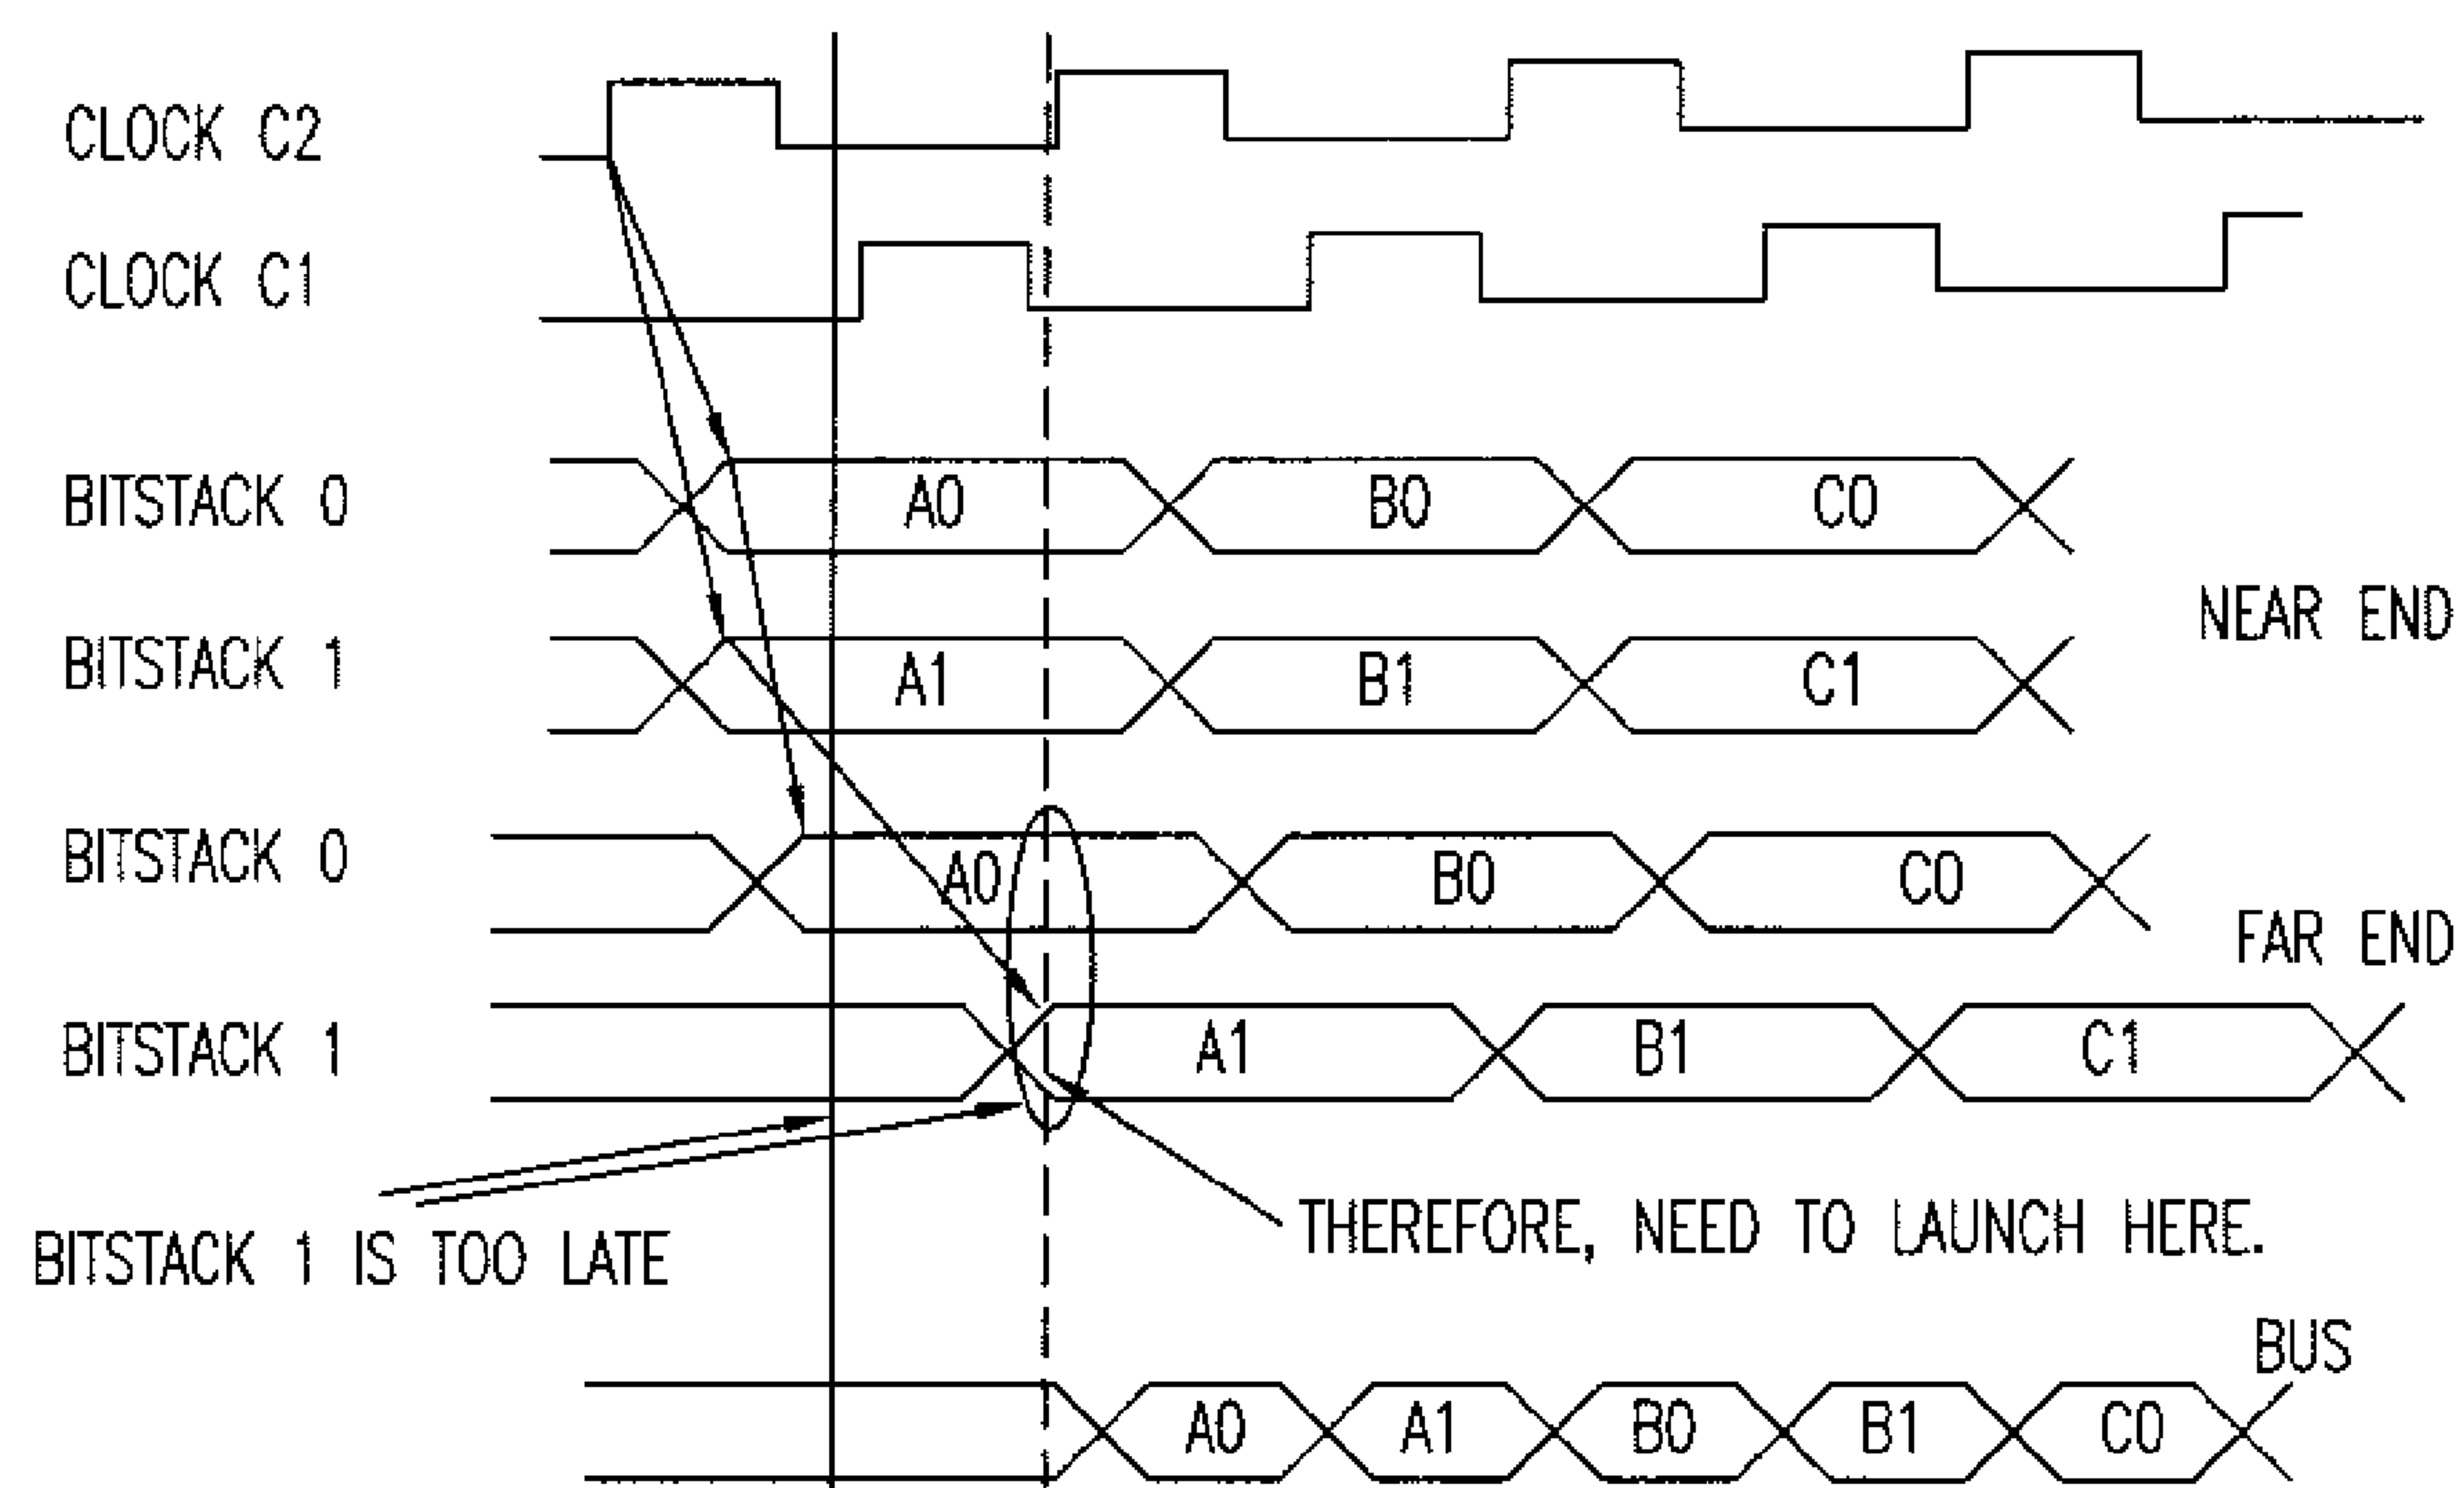 CLOCK C2
CLOCK C1
BITSTACK 0 A0 B0 C0
NEAR END
BITSTACK 1 A1 B1 C1
BITSTACK 0 A0 B0 C0
FAR END
BITSTACK 1 A1 B1 C1
THEREFORE, NEED TO LAUNCH HERE.
BITSTACK 1 IS TOO LATE
BUS
A0 A1 B0 B1 C0